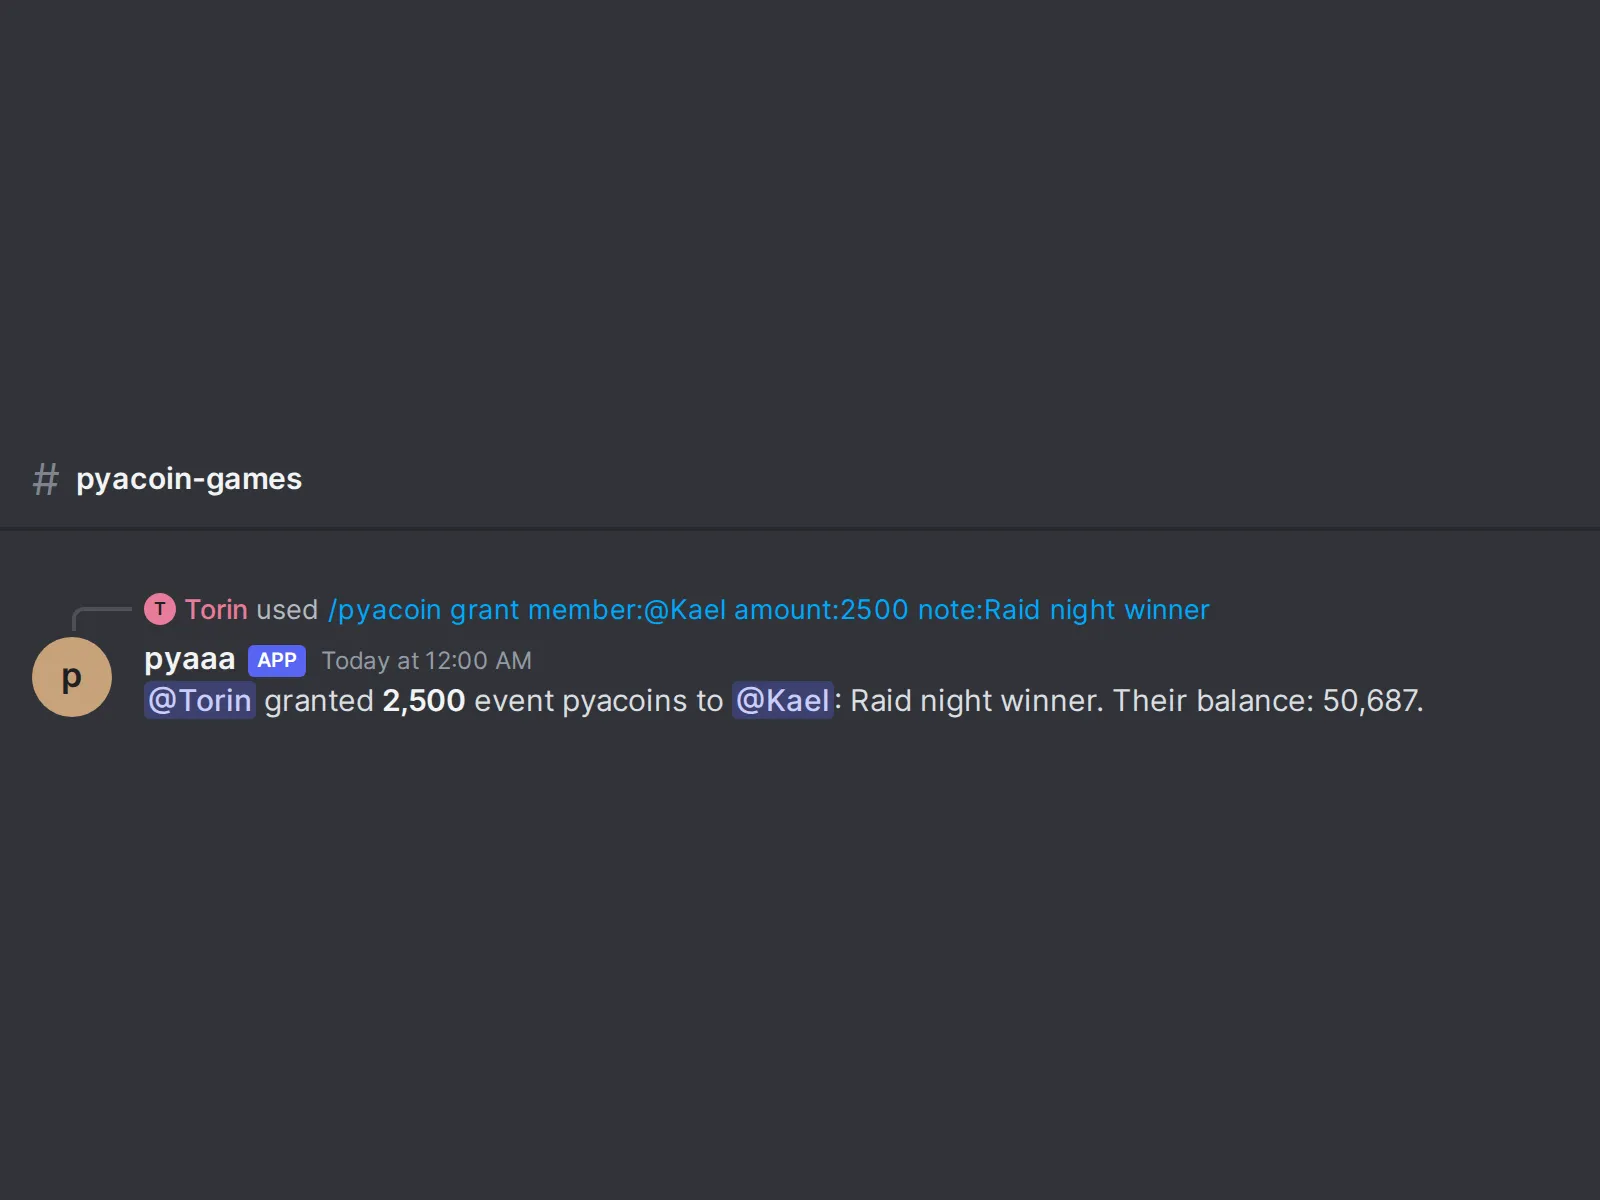 # pyacoin-games
T Torin used /pyacoin grant member:@Kael amount:2500 note:Raid night winner
p
pyaaa APP Today at 12:00 AM
@Torin granted 2,500 event pyacoins to @Kael: Raid night winner. Their balance: 50,687.